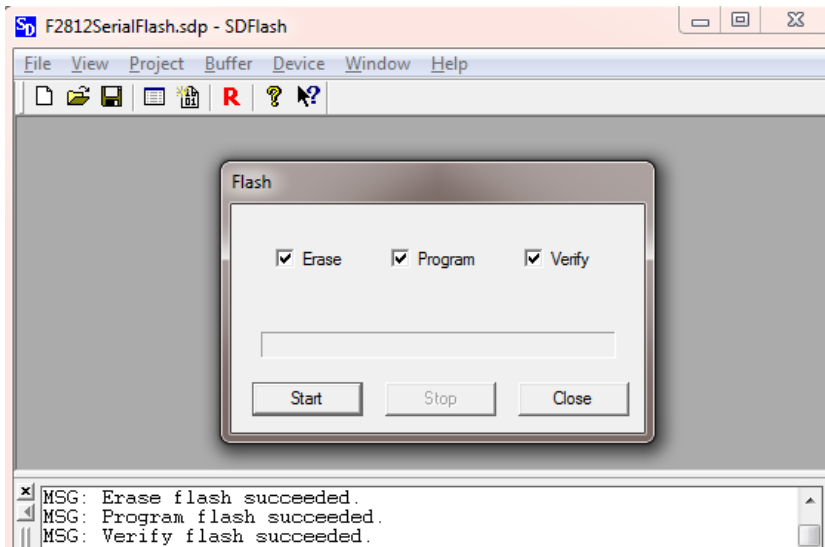 SD F2812SerialFlash.sdp - SDFlash
File View Project Buffer Device Window Help
R ? ?
Flash
Erase Program Verify
Start Stop Close
MSG: Erase flash succeeded.
MSG: Program flash succeeded.
MSG: Verify flash succeeded.